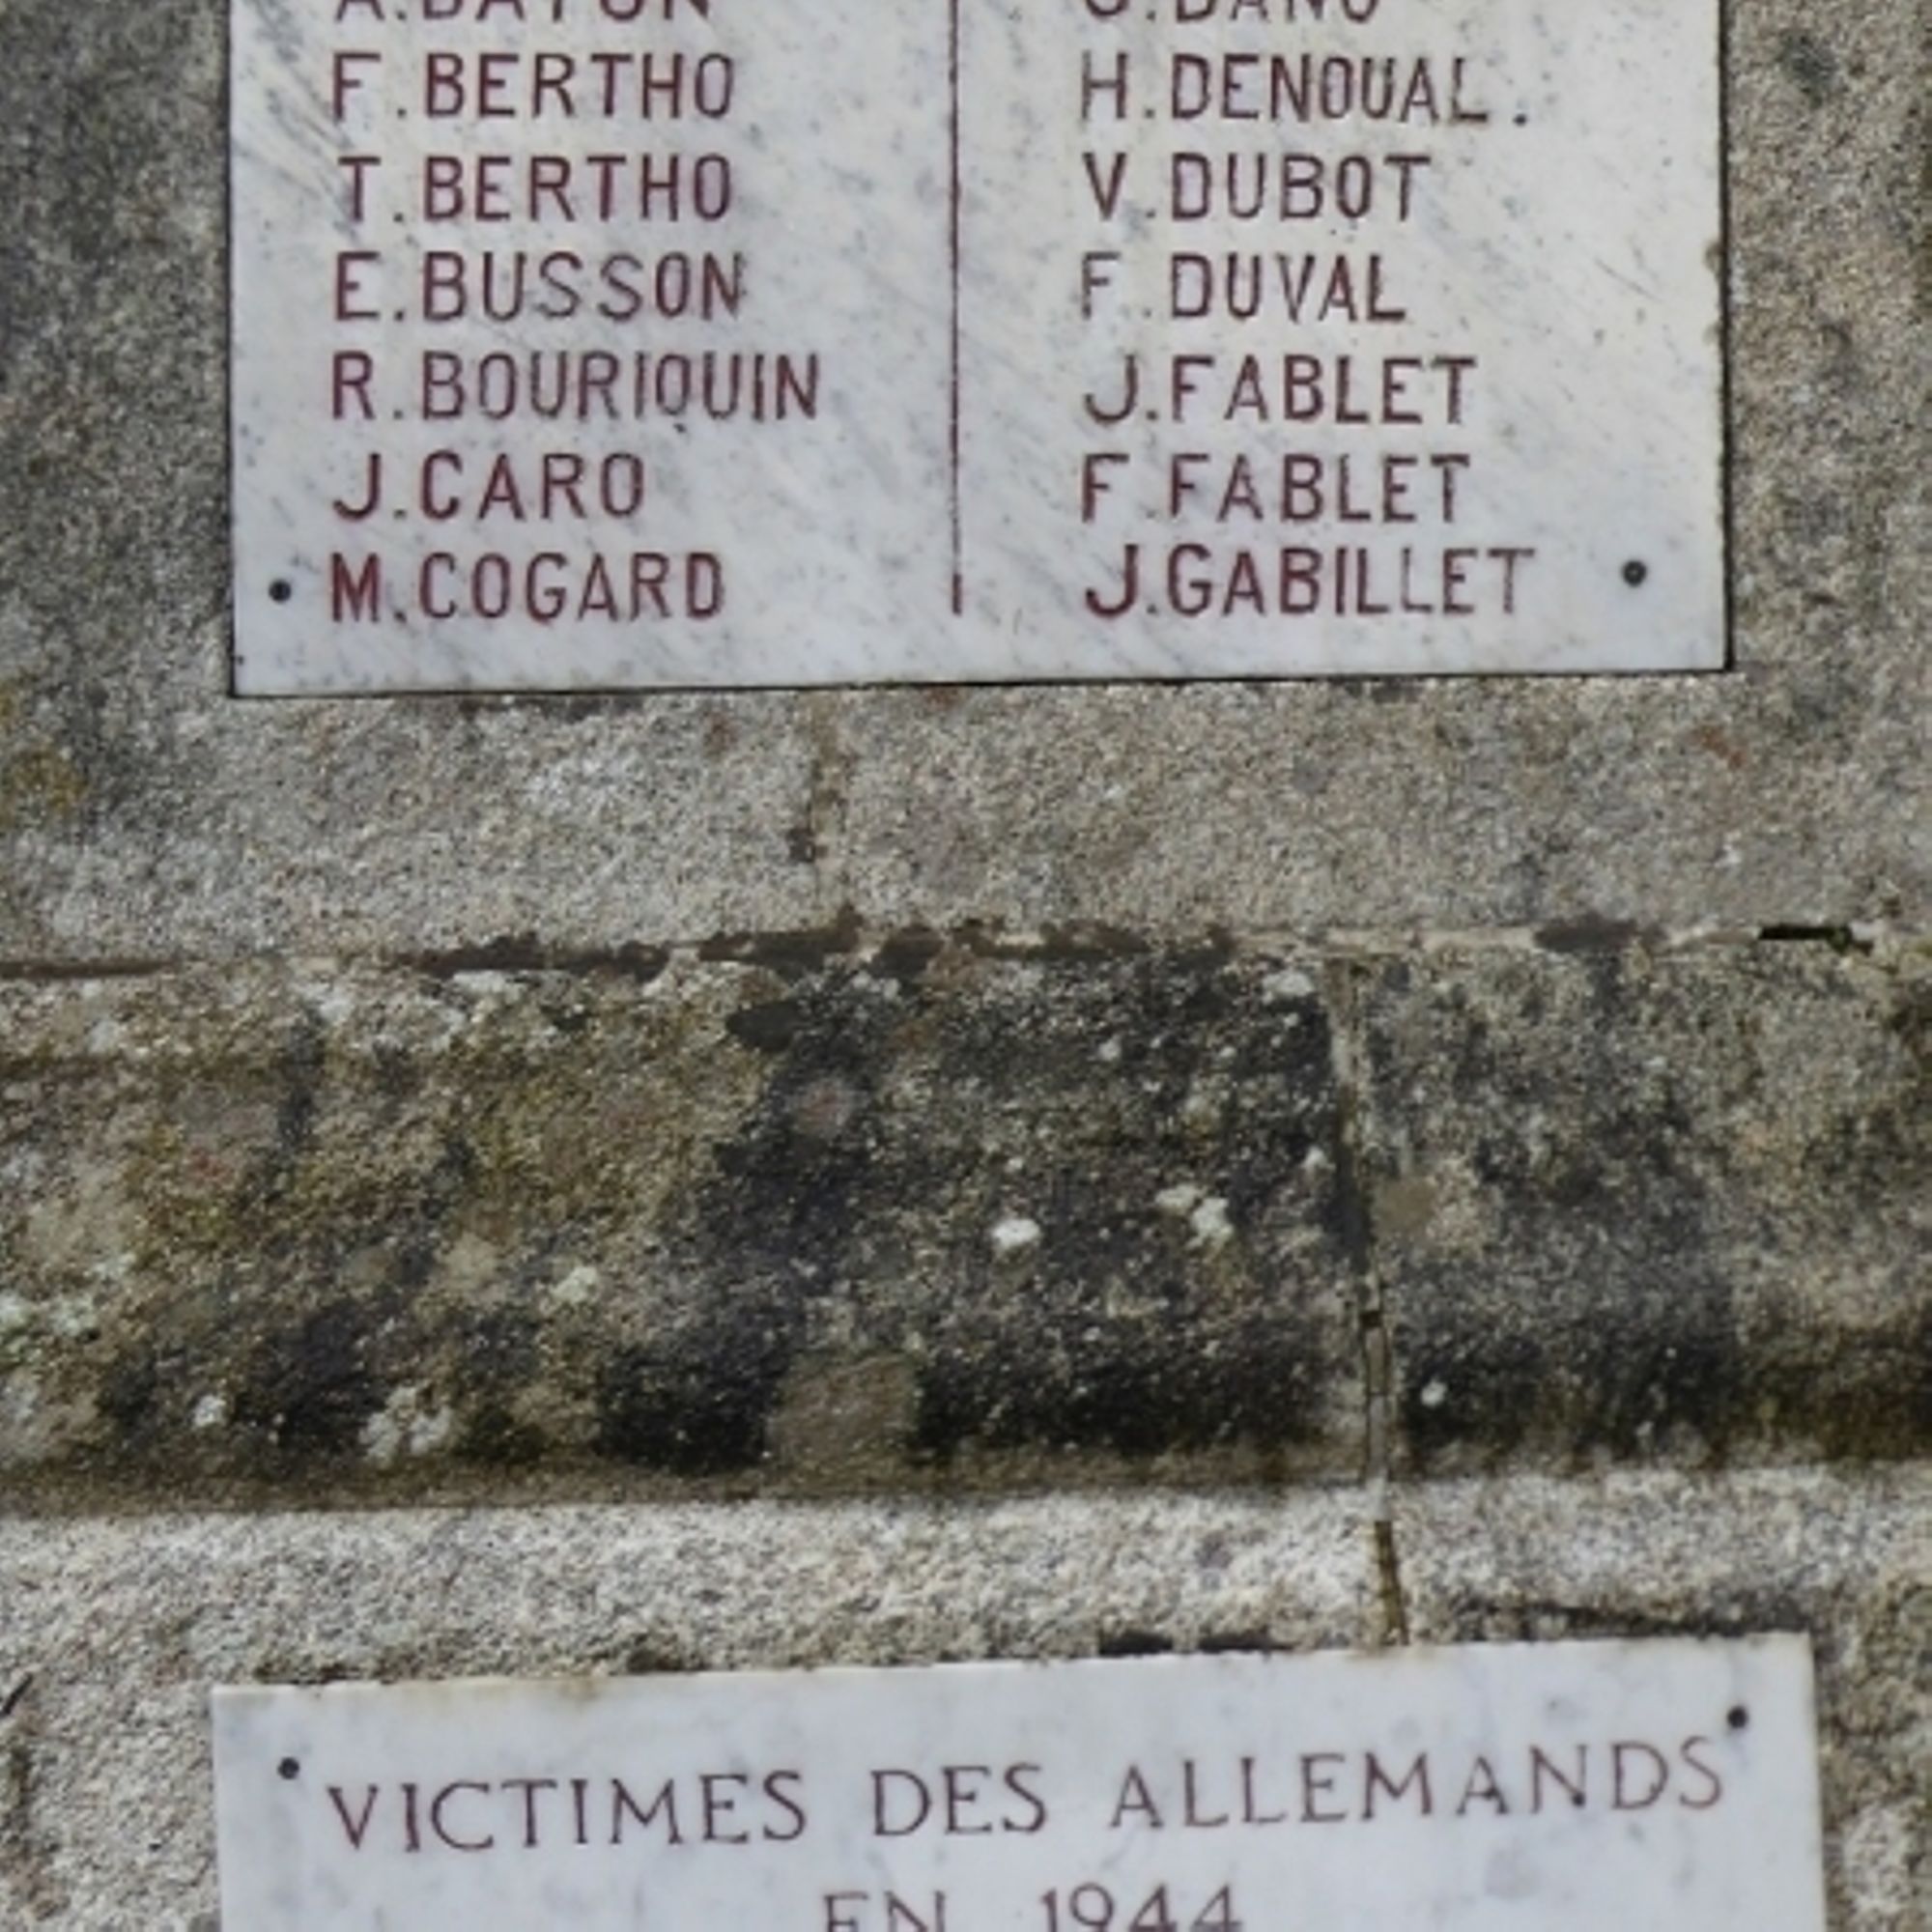 F. BERTHO
T. BERTHO
E. BUSSON
R. BOURIQUIN
J. CARO
M. COGARD
H. DENOUAL.
V. DUBOT
F. DUVAL
J. FABLET
F. FABLET
J. GABILLET
VICTIMES DES ALLEMANDS
EN 1944